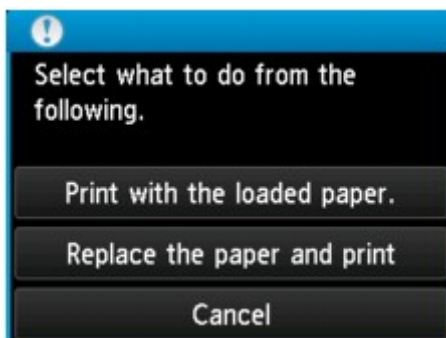 Select what to do from the
following.
Print with the loaded paper.
Replace the paper and print
Cancel